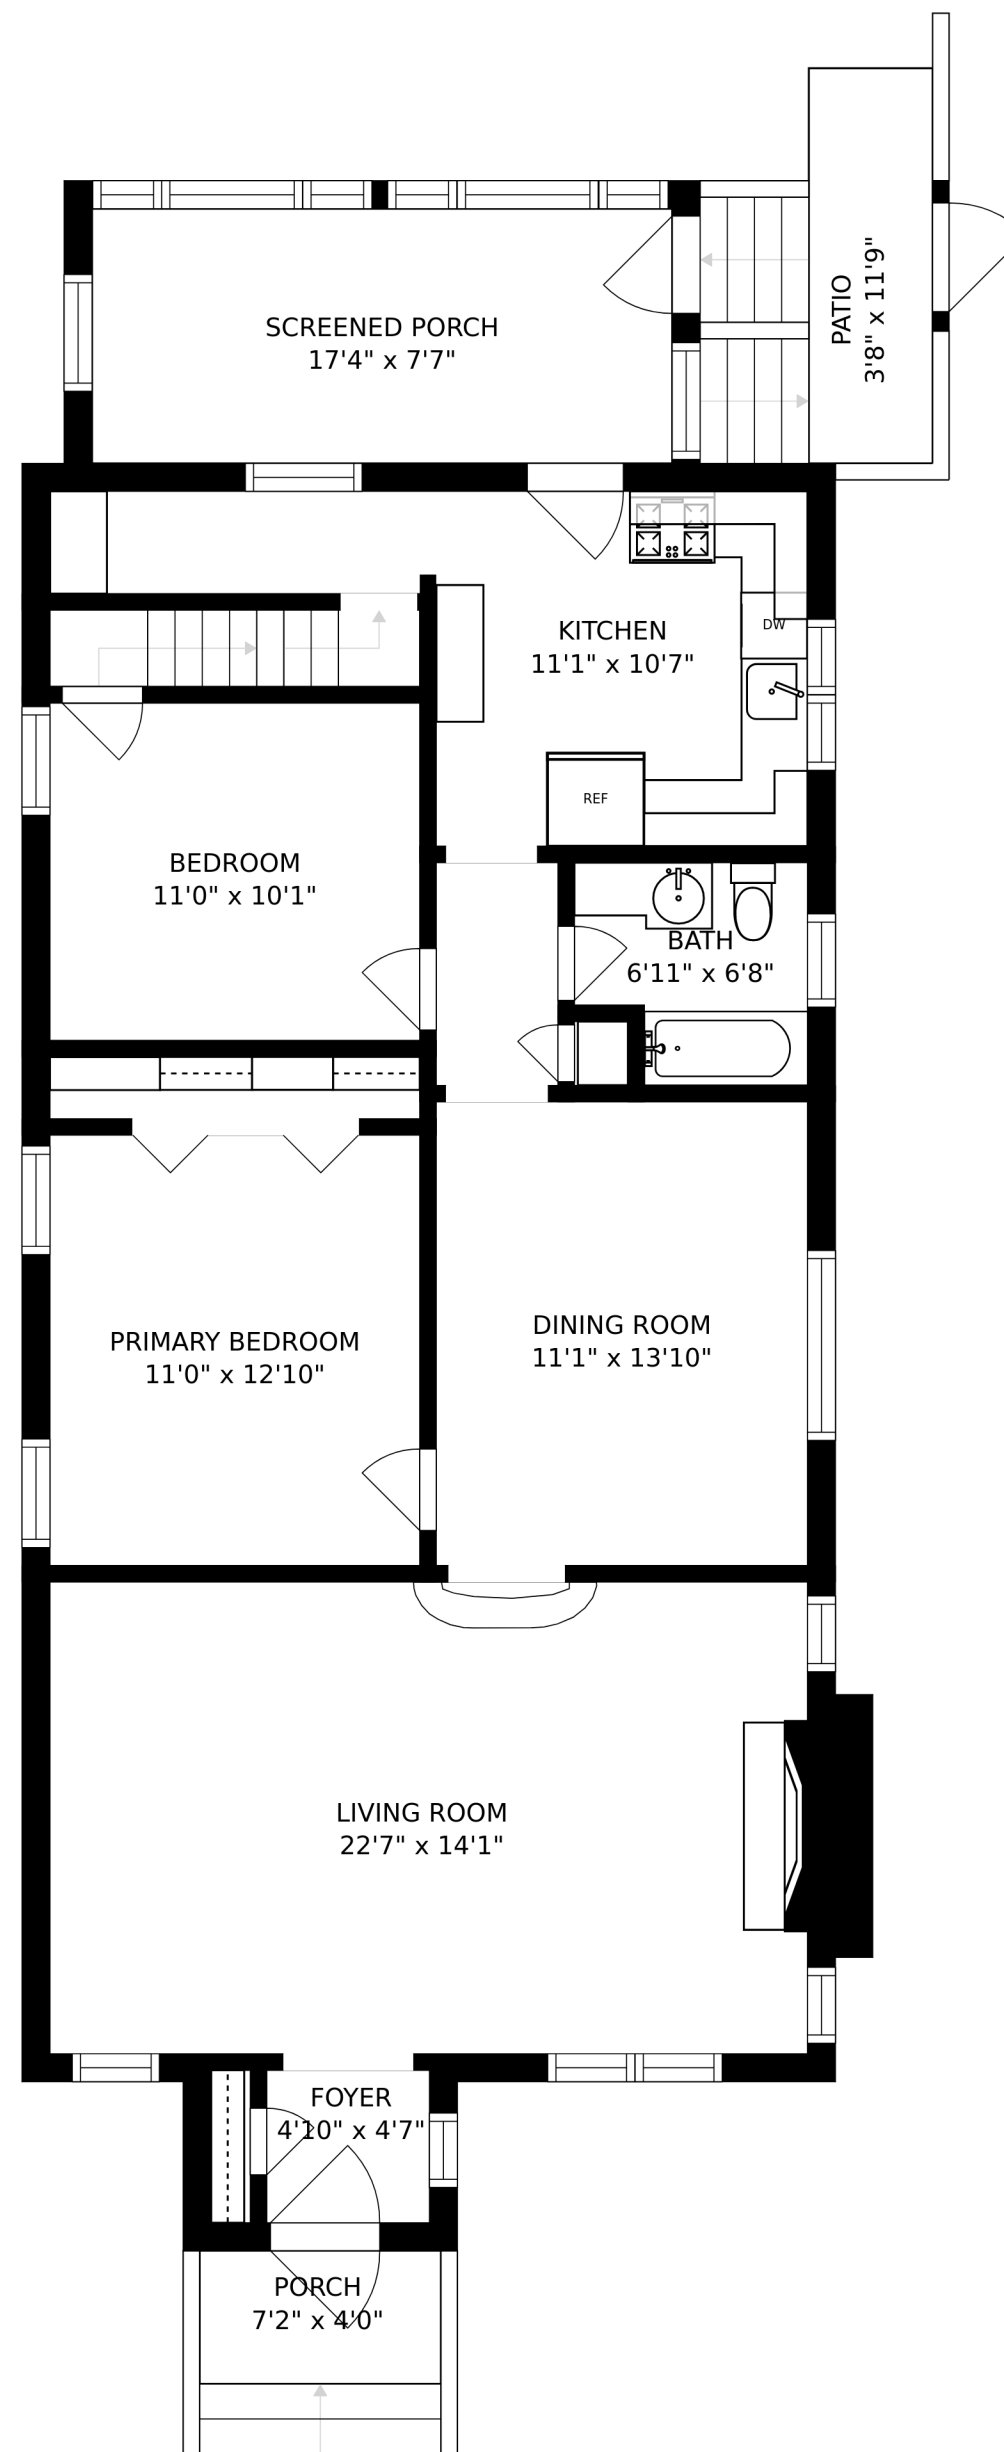 PATIO
3'8" x 11'9"
SCREENED PORCH
17'4" x 7'7"
KITCHEN
11'1" x 10'7"
DW
REF
BEDROOM
11'0" x 10'1"
BATH
6'11" x 6'8"
PRIMARY BEDROOM
11'0" x 12'10"
DINING ROOM
11'1" x 13'10"
LIVING ROOM
22'7" x 14'1"
FOYER
4'10" x 4'7"
PORCH
7'2" x 4'0"